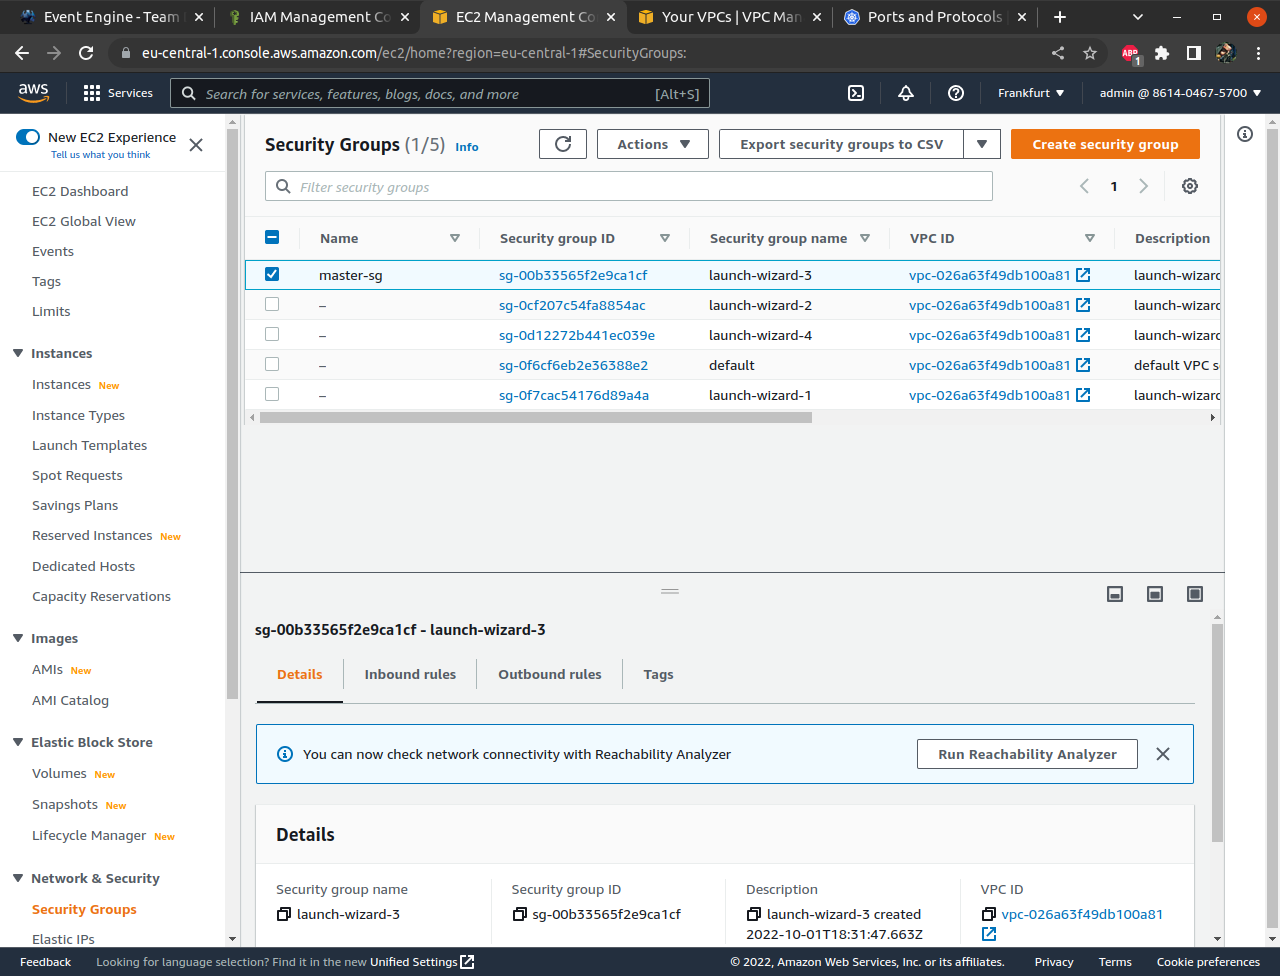 Event Engine - Team
IAM Management Co
EC2 Management Co
Your VPCs | VPC Man
Ports and Protocols
eu-central-1.console.aws.amazon.com/ec2/home?region=eu-central-1#SecurityGroups:
ABP
1
aws
Services
Search for services, features, blogs, docs, and more
[Alt+S]
Frankfurt
admin @ 8614-0467-5700
New EC2 Experience
Tell us what you think
EC2 Dashboard
EC2 Global View
Events
Tags
Limits
Instances
Instances New
Instance Types
Launch Templates
Spot Requests
Savings Plans
Reserved Instances New
Dedicated Hosts
Capacity Reservations
Images
AMIs New
AMI Catalog
Elastic Block Store
Volumes New
Snapshots New
Lifecycle Manager New
Network & Security
Security Groups
Elastic IPs
Security Groups (1/5) Info
Actions
Export security groups to CSV
Create security group
Filter security groups
1
Name Security group ID Security group name VPC ID Description
master-sg sg-00b33565f2e9ca1cf launch-wizard-3 vpc-026a63f49db100a81 launch-wizard
– sg-0cf207c54fa8854ac launch-wizard-2 vpc-026a63f49db100a81 launch-wizard
– sg-0d12272b441ec039e launch-wizard-4 vpc-026a63f49db100a81 launch-wizard
– sg-0f6cf6eb2e36388e2 default vpc-026a63f49db100a81 default VPC s
– sg-0f7cac54176d89a4a launch-wizard-1 vpc-026a63f49db100a81 launch-wizard
sg-00b33565f2e9ca1cf - launch-wizard-3
Details
Inbound rules
Outbound rules
Tags
You can now check network connectivity with Reachability Analyzer
Run Reachability Analyzer
Details
Security group name
launch-wizard-3
Security group ID
sg-00b33565f2e9ca1cf
Description
launch-wizard-3 created
2022-10-01T18:31:47.663Z
VPC ID
vpc-026a63f49db100a81
Feedback
Looking for language selection? Find it in the new Unified Settings
© 2022, Amazon Web Services, Inc. or its affiliates.
Privacy
Terms
Cookie preferences